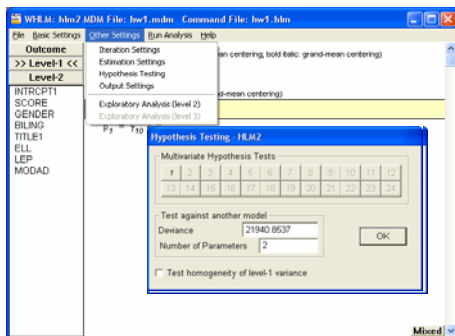 WHLM: hlm2 MDM File: hw1.mdm Command File: hw1.hlm
File Basic Settings Other Settings Run Analysis Help
Outcome
>> Level-1 <<
Level-2
INTRCPT1
SCORE
GENDER
BILING
TITLE1
ELL
LEP
MODAD
Iteration Settings
Estimation Settings
Hypothesis Testing
Output Settings
Exploratory Analysis (level 2)
Exploratory Analysis (level 3)
an centering; bold italic: grand-mean centering)
d-mean centering)
Hypothesis Testing - HLM2
Multivariate Hypothesis Tests
1 2 3 4 5 6 7 8 9 10 11 12
13 14 15 16 17 18 19 20 21 22 23 24
Test against another model
Deviance 21940.8537
Number of Parameters 2
OK
Test homogeneity of level-1 variance
Mixed